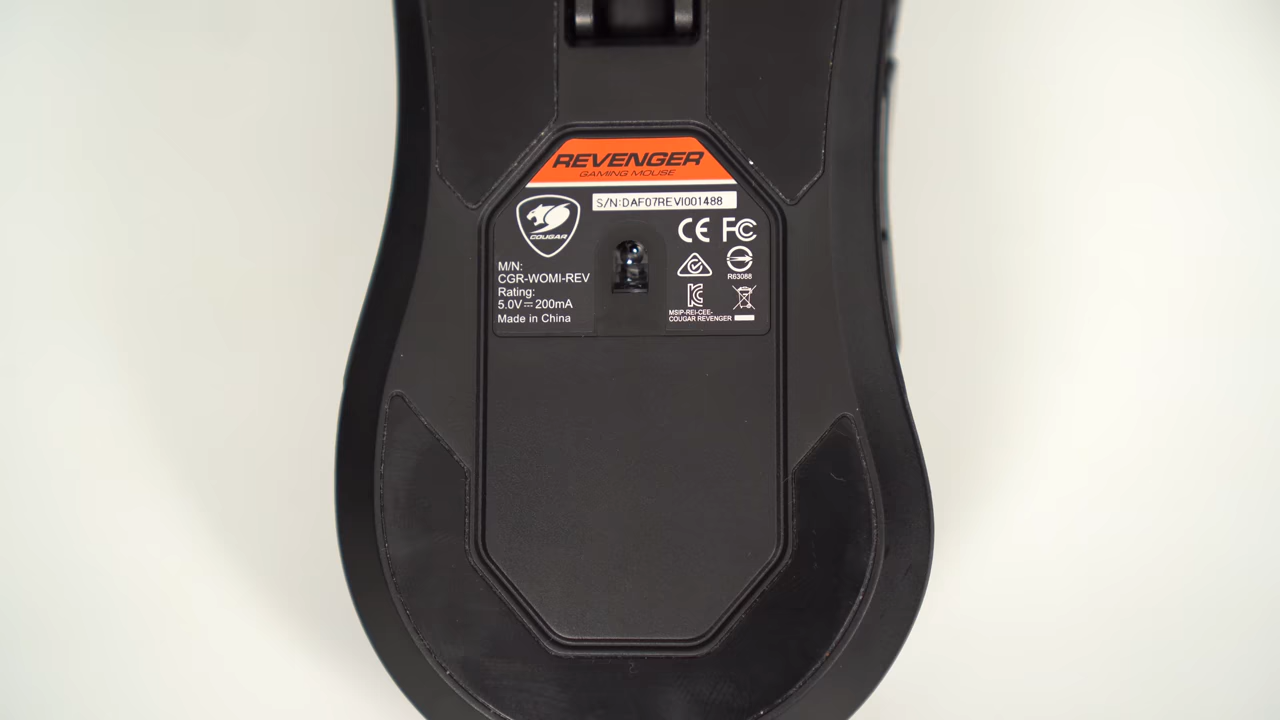 REVENGER
GAMING MOUSE
S/N:DAF07REVI001488
COUGAR
CE FC
M/N:
CGR-WOMI-REV
Rating:
5.0V⎓200mA
Made in China
R63088
MSIP-REI-CEE-
COUGAR REVENGER